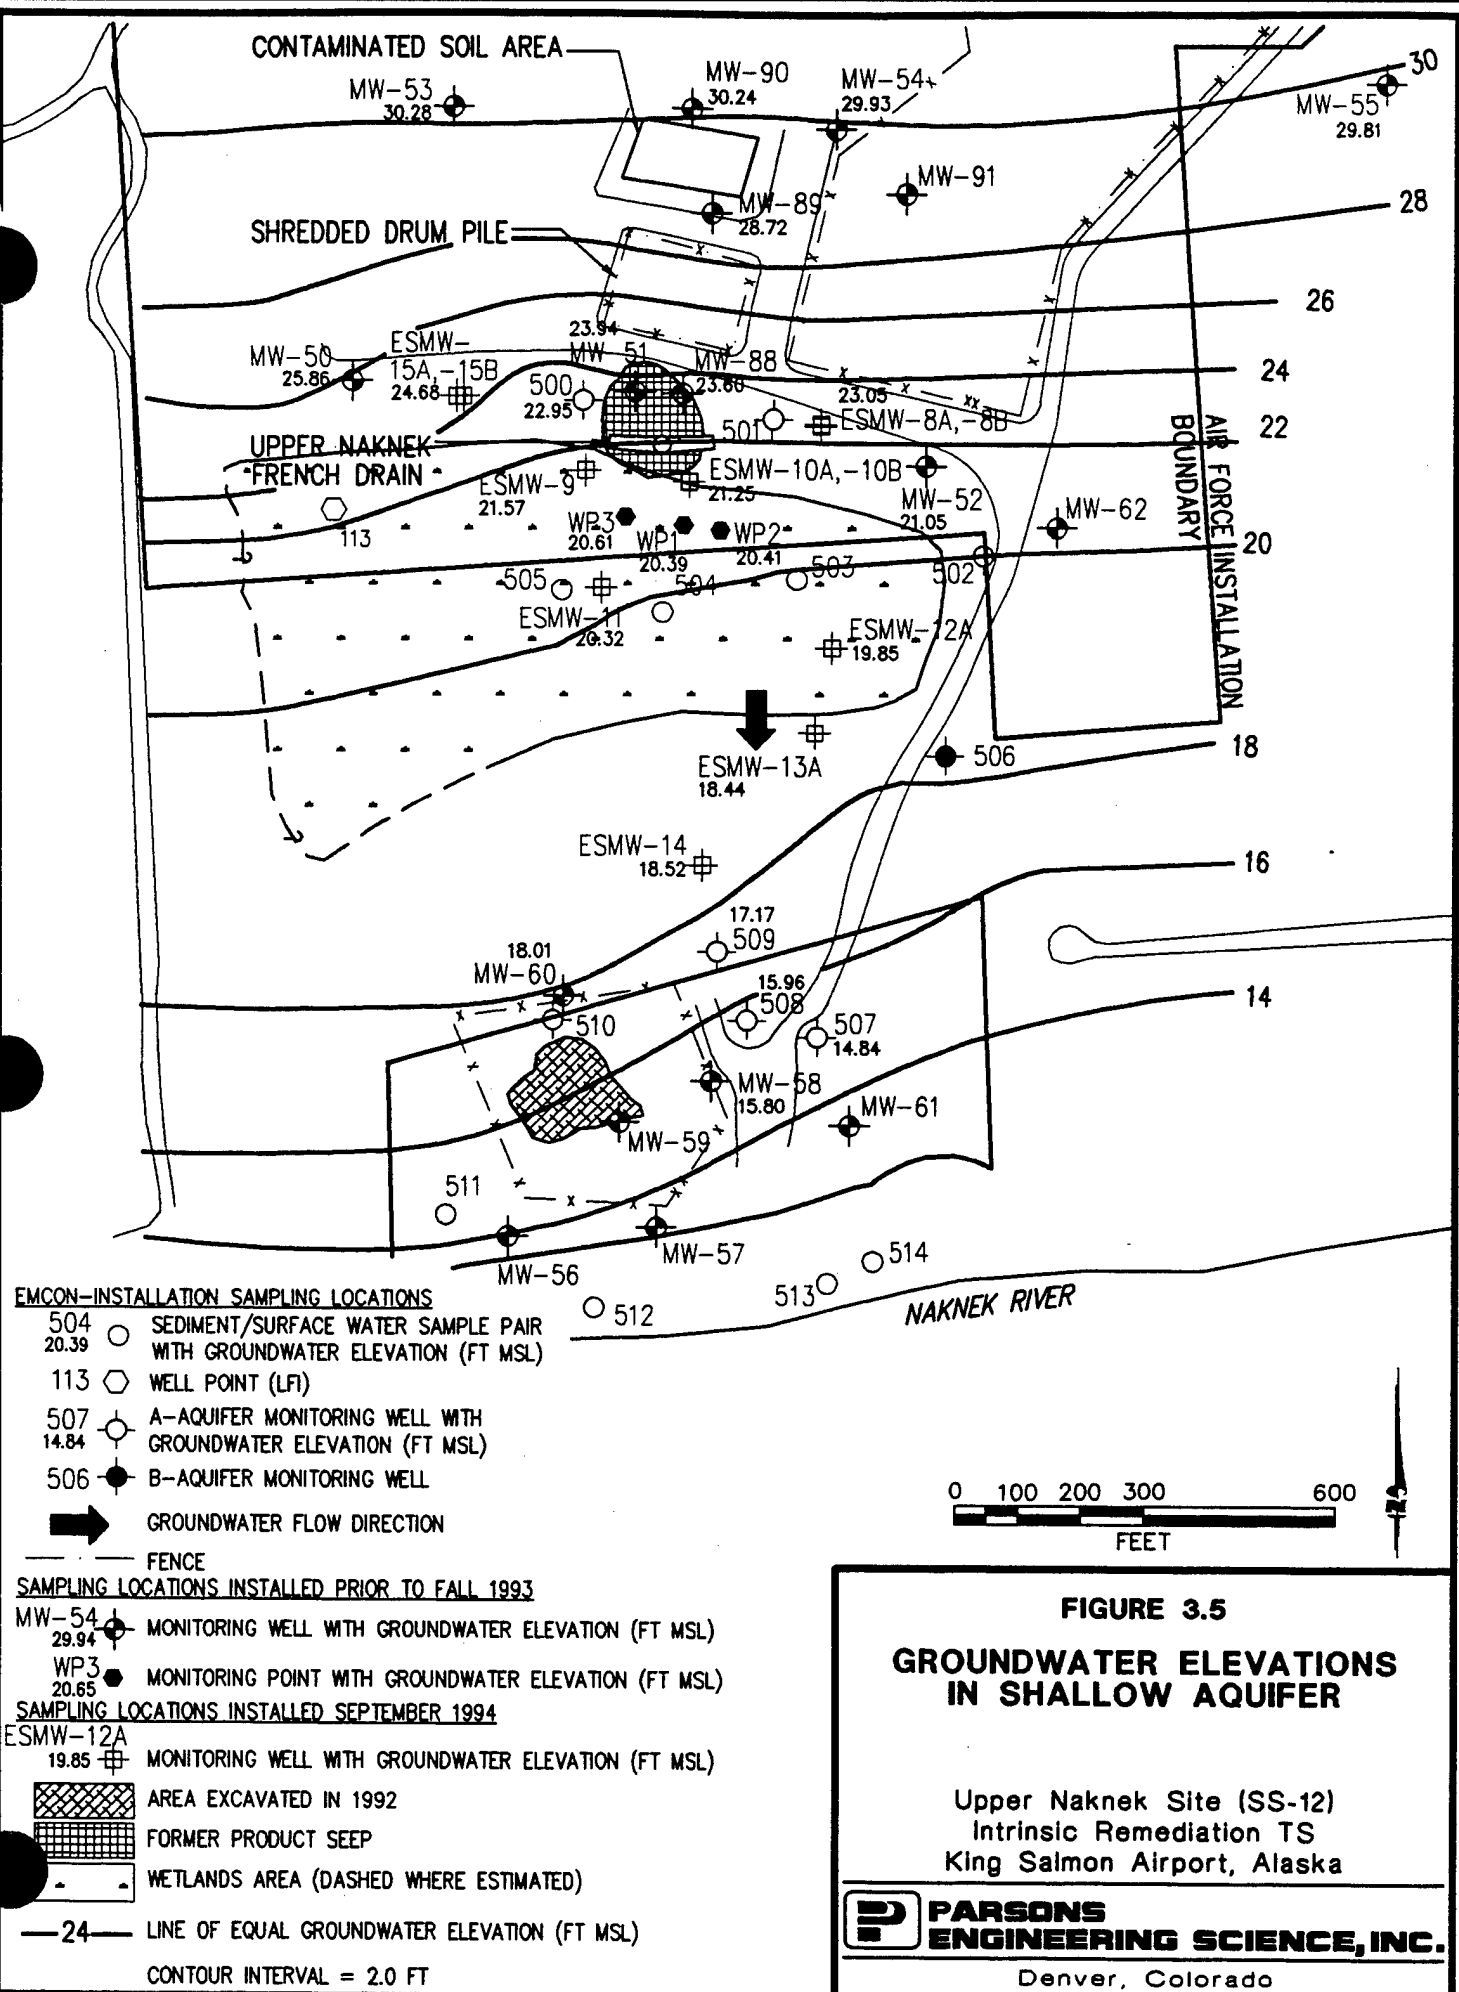 CONTAMINATED SOIL AREA
MW-90
30.24
MW-54
29.93
30
MW-53
30.28
MW-55
29.81
MW-91
MW-89
28.72
28
SHREDDED DRUM PILE
26
23.94
MW-51
MW-50
25.86
ESMW-
15A,-15B
24.68
MW-88
23.60
24
500
22.95
23.05
ESMW-8A,-8B
501
22
UPPER NAKNEK
FRENCH DRAIN
AIR FORCE INSTALLATION
BOUNDARY
ESMW-9
21.57
ESMW-10A,-10B
21.25
MW-52
21.05
MW-62
113
WP3
20.61
WP1
20.39
WP2
20.41
20
505
504
503
502
ESMW-11
20.32
ESMW-12A
19.85
ESMW-13A
18.44
506
18
ESMW-14
18.52
16
17.17
509
18.01
MW-60
15.96
508
14
510
507
14.84
MW-58
15.80
MW-61
MW-59
511
MW-57
MW-56
514
513
512
NAKNEK RIVER
EMCON-INSTALLATION SAMPLING LOCATIONS
504
20.39
SEDIMENT/SURFACE WATER SAMPLE PAIR
WITH GROUNDWATER ELEVATION (FT MSL)
113
WELL POINT (LFI)
507
14.84
A-AQUIFER MONITORING WELL WITH
GROUNDWATER ELEVATION (FT MSL)
506
B-AQUIFER MONITORING WELL
GROUNDWATER FLOW DIRECTION
FENCE
SAMPLING LOCATIONS INSTALLED PRIOR TO FALL 1993
MW-54
29.94
MONITORING WELL WITH GROUNDWATER ELEVATION (FT MSL)
WP3
20.65
MONITORING POINT WITH GROUNDWATER ELEVATION (FT MSL)
SAMPLING LOCATIONS INSTALLED SEPTEMBER 1994
ESMW-12A
19.85
MONITORING WELL WITH GROUNDWATER ELEVATION (FT MSL)
AREA EXCAVATED IN 1992
FORMER PRODUCT SEEP
WETLANDS AREA (DASHED WHERE ESTIMATED)
24
LINE OF EQUAL GROUNDWATER ELEVATION (FT MSL)
CONTOUR INTERVAL = 2.0 FT
0 100 200 300 600
FEET
FIGURE 3.5
GROUNDWATER ELEVATIONS
IN SHALLOW AQUIFER
Upper Naknek Site (SS-12)
Intrinsic Remediation TS
King Salmon Airport, Alaska
PARSONS
ENGINEERING SCIENCE, INC.
Denver, Colorado